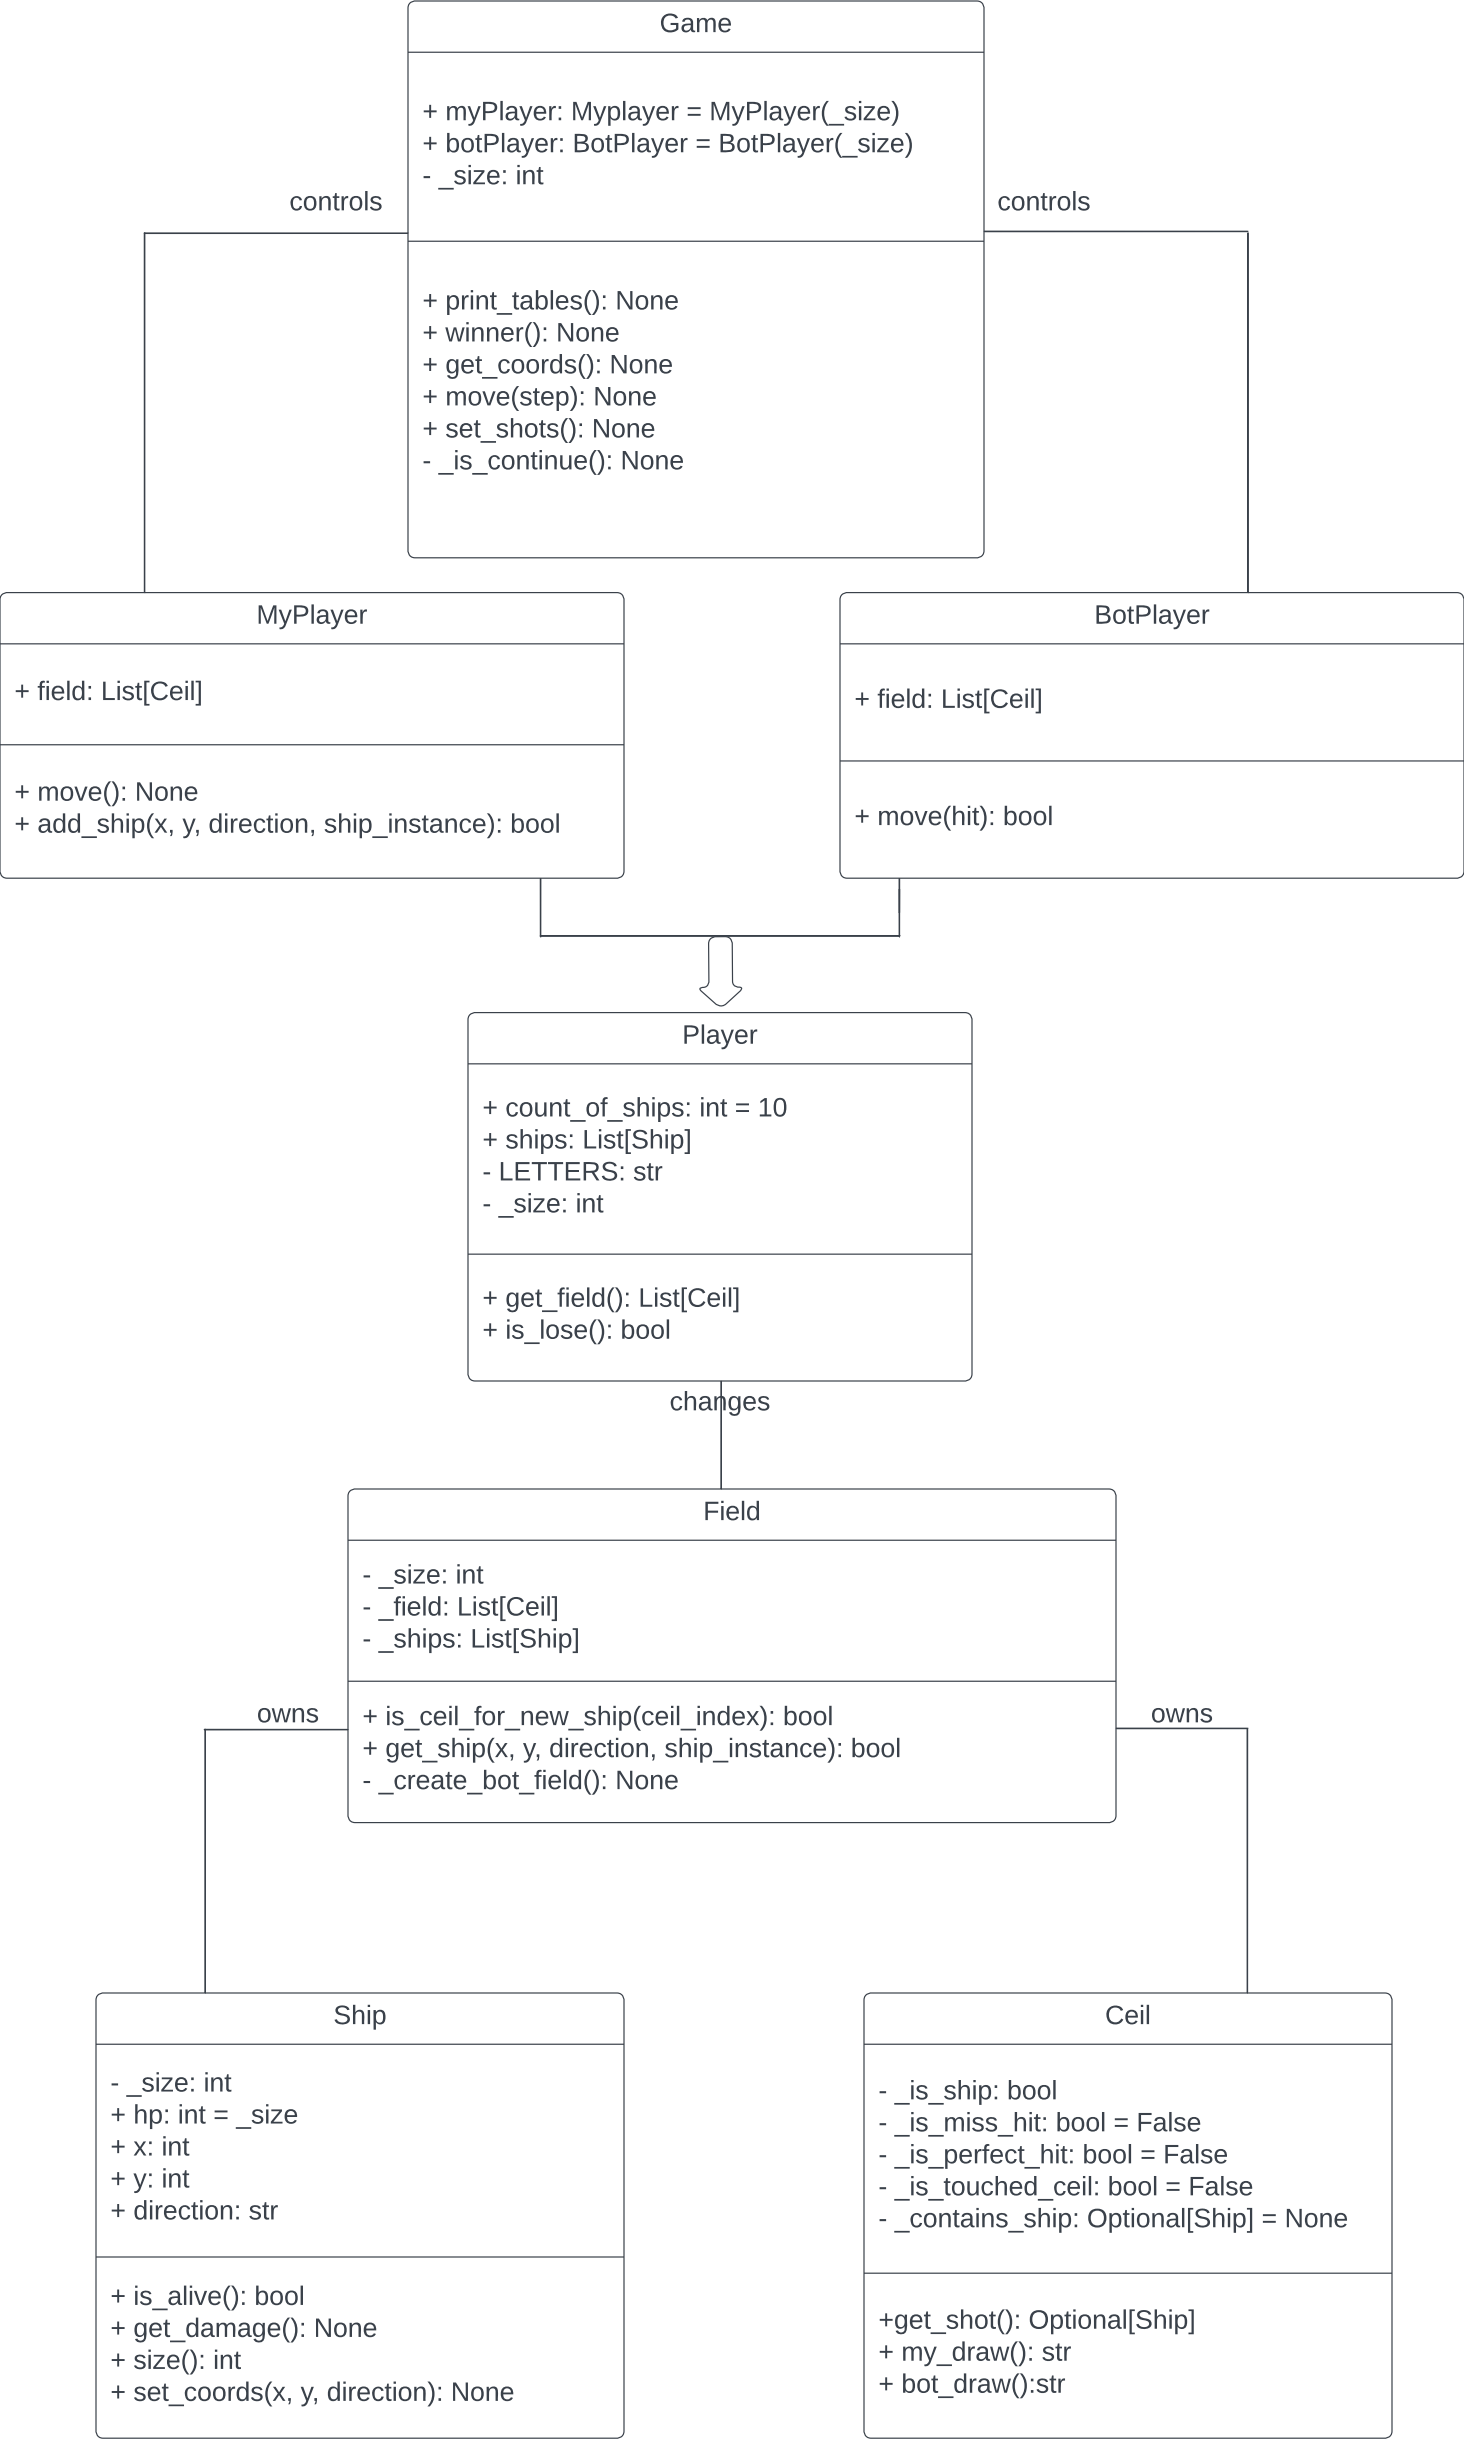 Game
+ myPlayer: Myplayer = MyPlayer(_size)
+ botPlayer: BotPlayer = BotPlayer(_size)
- _size: int
controls
controls
+ print_tables(): None
+ winner(): None
+ get_coords(): None
+ move(step): None
+ set_shots(): None
- _is_continue(): None
MyPlayer
+ field: List[Ceil]
+ move(): None
+ add_ship(x, y, direction, ship_instance): bool
BotPlayer
+ field: List[Ceil]
+ move(hit): bool
Player
+ count_of_ships: int = 10
+ ships: List[Ship]
- LETTERS: str
- _size: int
+ get_field(): List[Ceil]
+ is_lose(): bool
changes
Field
- _size: int
- _field: List[Ceil]
- _ships: List[Ship]
+ is_ceil_for_new_ship(ceil_index): bool
+ get_ship(x, y, direction, ship_instance): bool
- _create_bot_field(): None
owns
owns
Ship
- _size: int
+ hp: int = _size
+ x: int
+ y: int
+ direction: str
+ is_alive(): bool
+ get_damage(): None
+ size(): int
+ set_coords(x, y, direction): None
Ceil
- _is_ship: bool
- _is_miss_hit: bool = False
- _is_perfect_hit: bool = False
- _is_touched_ceil: bool = False
- _contains_ship: Optional[Ship] = None
+get_shot(): Optional[Ship]
+ my_draw(): str
+ bot_draw():str